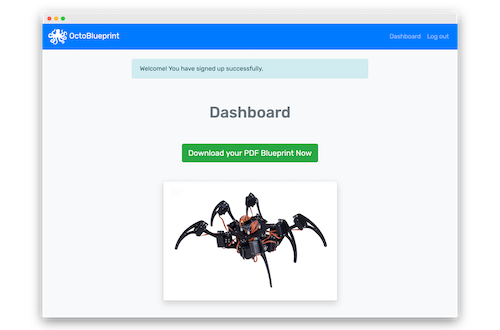 OctoBlueprint
Dashboard Log out
Welcome! You have signed up successfully.
Dashboard
Download your PDF Blueprint Now